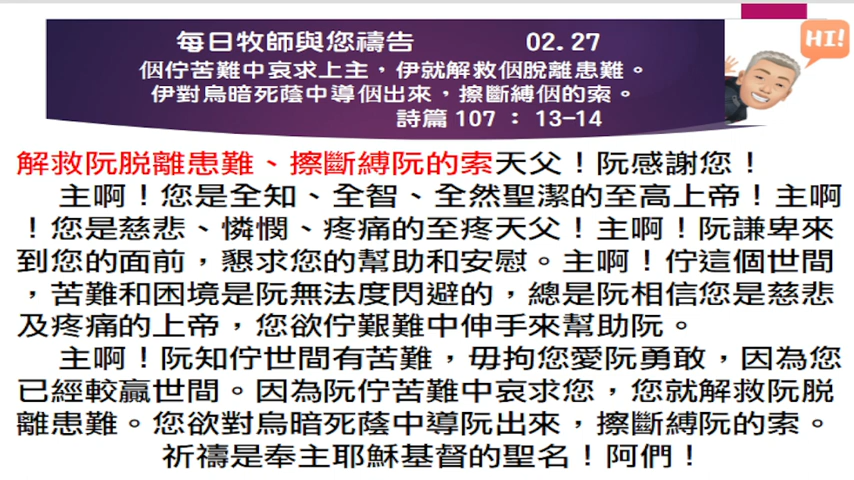 每日牧師與您禱告 02.27
HI!
個佇苦難中哀求上主，伊就解救個脫離患難。
伊對烏暗死蔭中導個出來，擦斷縛個的索。
詩篇 107 : 13-14
解救阮脫離患難、擦斷縛阮的索天父！阮感謝您！
主啊！您是全知、全智、全然聖潔的至高上帝！主啊
！您是慈悲、憐憫、疼痛的至疼天父！主啊！阮謙卑來
到您的面前，懇求您的幫助和安慰。主啊！佇這個世間
，苦難和困境是阮無法度閃避的，總是阮相信您是慈悲
及疼痛的上帝，您欲佇艱難中伸手來幫助阮。
主啊！阮知佇世間有苦難，毋拘您愛阮勇敢，因為您
已經較贏世間。因為阮佇苦難中哀求您，您就解救阮脫
離患難。您欲對烏暗死蔭中導阮出來，擦斷縛阮的索。
祈禱是奉主耶穌基督的聖名！阿們！